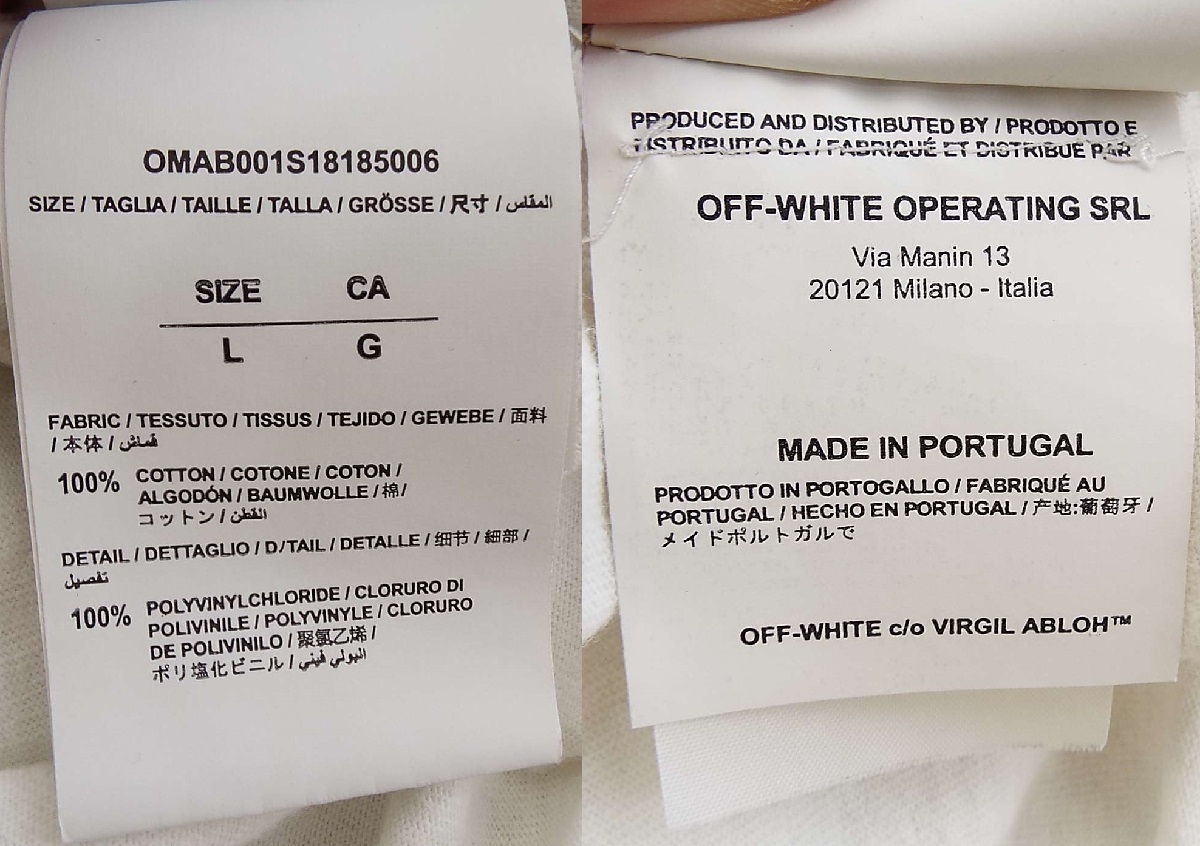 OMAB001S18185006
SIZE / TAGLIA / TAILLE / TALLA / GRÖSSE / 尺寸 / المقاس
SIZE CA
L G
FABRIC / TESSUTO / TISSUS / TEJIDO / GEWEBE / 面料
/ 本体 / قماش
100% COTTON / COTONE / COTON /
ALGODÓN / BAUMWOLLE / 棉/
コットン / القطن
DETAIL / DETTAGLIO / D/TAIL / DETALLE / 细节 / 細部 /
تفصيل
100% POLYVINYLCHLORIDE / CLORURO DI
POLIVINILE / POLYVINYLE / CLORURO
DE POLIVINILO / 聚氯乙烯 /
ポリ塩化ビニル / البولي فيني
PRODUCED AND DISTRIBUTED BY / PRODOTTO E
DISTRIBUITO DA / FABRIQUÉ ET DISTRIBUE PAR
OFF-WHITE OPERATING SRL
Via Manin 13
20121 Milano - Italia
MADE IN PORTUGAL
PRODOTTO IN PORTOGALLO / FABRIQUÉ AU
PORTUGAL / HECHO EN PORTUGAL / 产地:葡萄牙 /
メイドポルトガルで
OFF-WHITE c/o VIRGIL ABLOH™